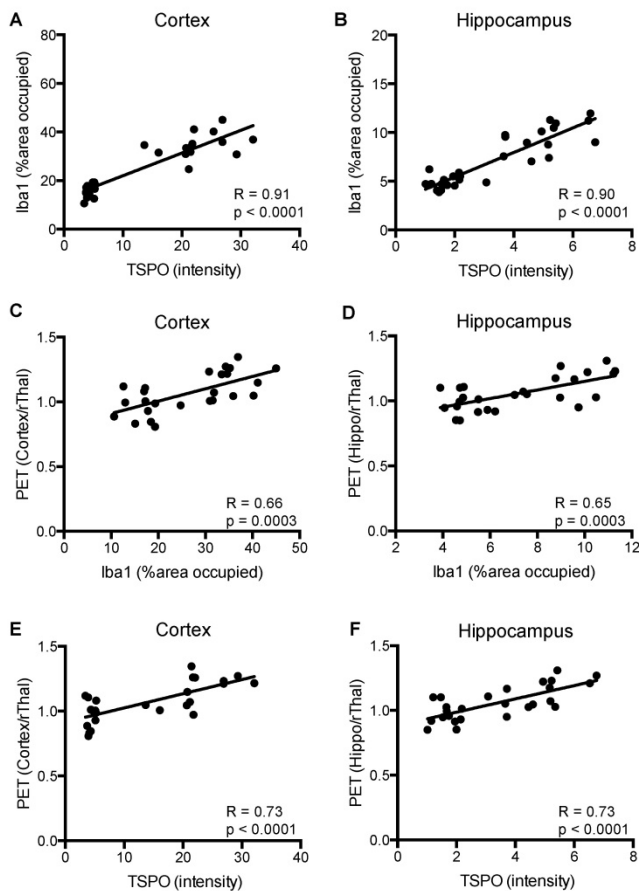 A
Cortex
Iba1 (%area occupied)
80
60
40
20
0
0 10 20 30 40
R = 0.91
p < 0.0001
TSPO (intensity)
B
Hippocampus
Iba1 (%area occupied)
20
15
10
5
0
0 2 4 6 8
R = 0.90
p < 0.0001
TSPO (intensity)
C
Cortex
PET (Cortex/rThal)
1.5
1.0
0.5
0.0
0 10 20 30 40 50
R = 0.66
p = 0.0003
Iba1 (%area occupied)
D
Hippocampus
PET (Hippo/rThal)
1.5
1.0
0.5
0.0
2 4 6 8 10 12
R = 0.65
p = 0.0003
Iba1 (%area occupied)
E
Cortex
PET (Cortex/rThal)
1.5
1.0
0.5
0.0
0 10 20 30 40
R = 0.73
p < 0.0001
TSPO (intensity)
F
Hippocampus
PET (Hippo/rThal)
1.5
1.0
0.5
0.0
0 2 4 6 8
R = 0.73
p < 0.0001
TSPO (intensity)